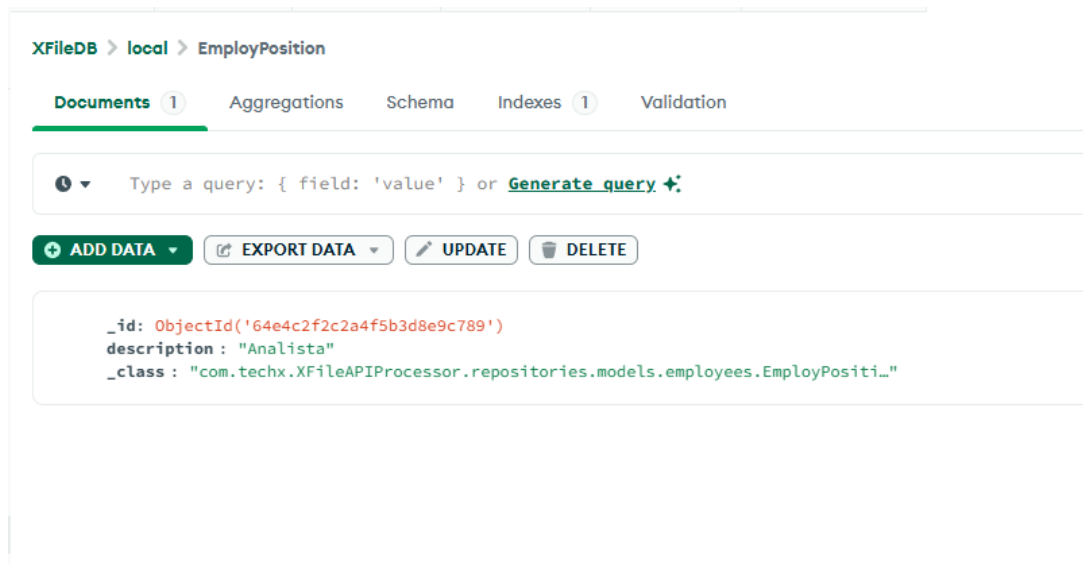 XFileDB > local > EmployPosition
Documents 1 Aggregations Schema Indexes 1 Validation
Type a query: { field: 'value' } or Generate query
ADD DATA EXPORT DATA UPDATE DELETE
_id: ObjectId('64e4c2f2c2a4f5b3d8e9c789')
description : "Analista"
_class : "com.techx.XFileAPIProcessor.repositories.models.employees.EmployPositi…"